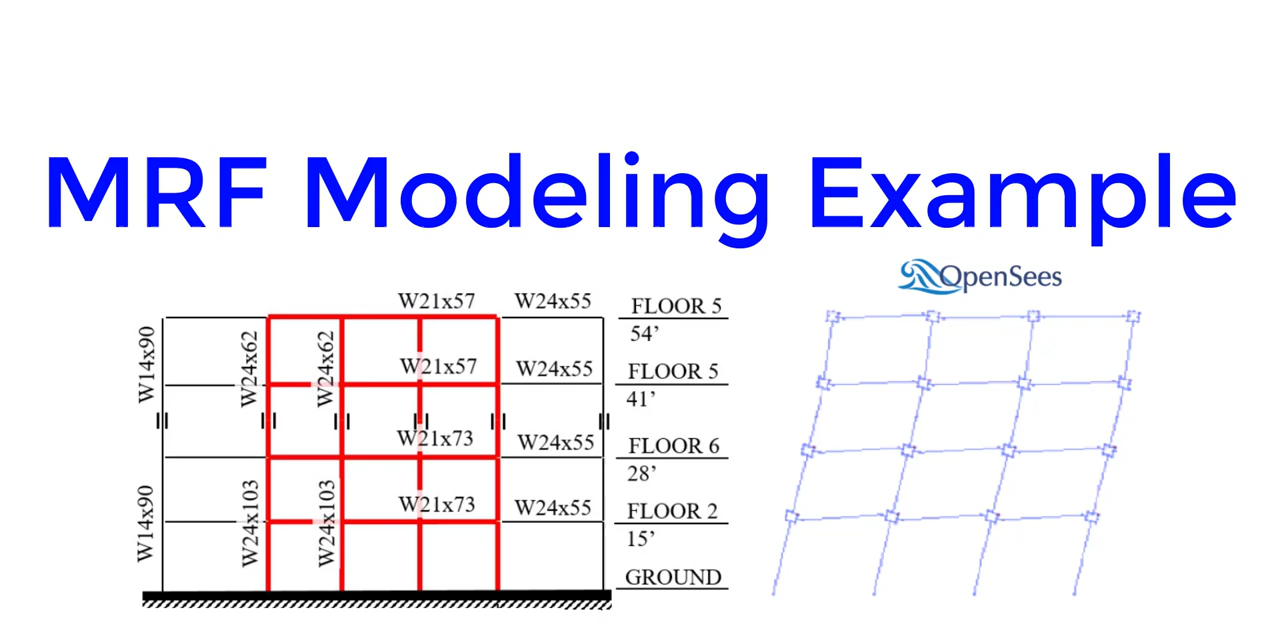 MRF Modeling Example
OpenSees
W21x57
W24x55
FLOOR 5
54’
W14x90
W24x62
W24x62
W21x57
W24x55
FLOOR 5
41’
W21x73
W24x55
FLOOR 6
28’
W14x90
W24x103
W24x103
W21x73
W24x55
FLOOR 2
15’
GROUND